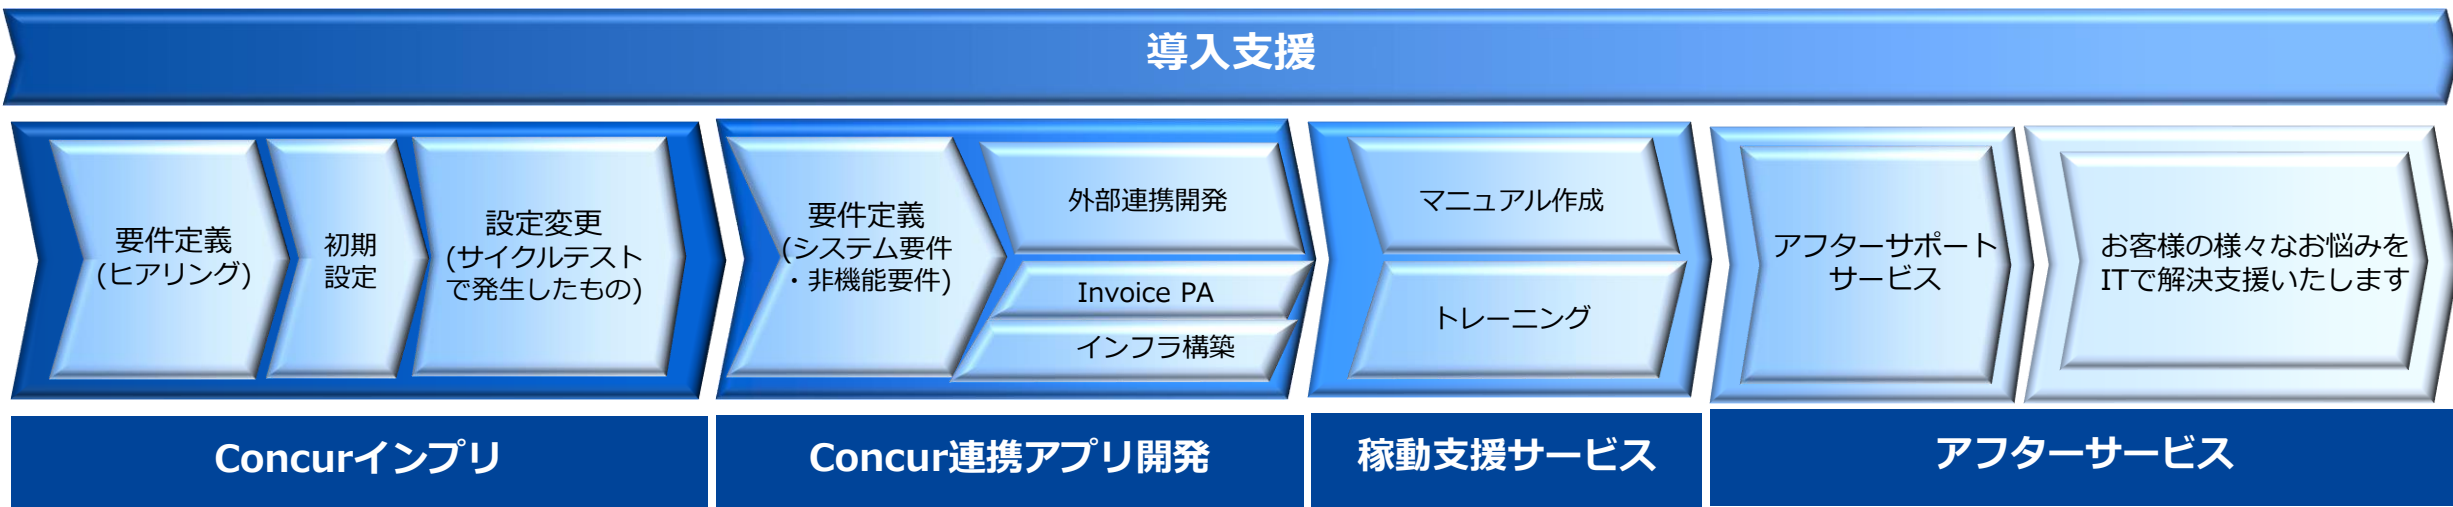 導入支援
要件定義
(ヒアリング)
初期
設定
設定変更
(サイクルテスト
で発生したもの)
要件定義
(システム要件
・非機能要件)
外部連携開発
Invoice PA
インフラ構築
マニュアル作成
トレーニング
アフターサポート
サービス
お客様の様々なお悩みを
ITで解決支援いたします
Concurインプリ
Concur連携アプリ開発
稼動支援サービス
アフターサービス